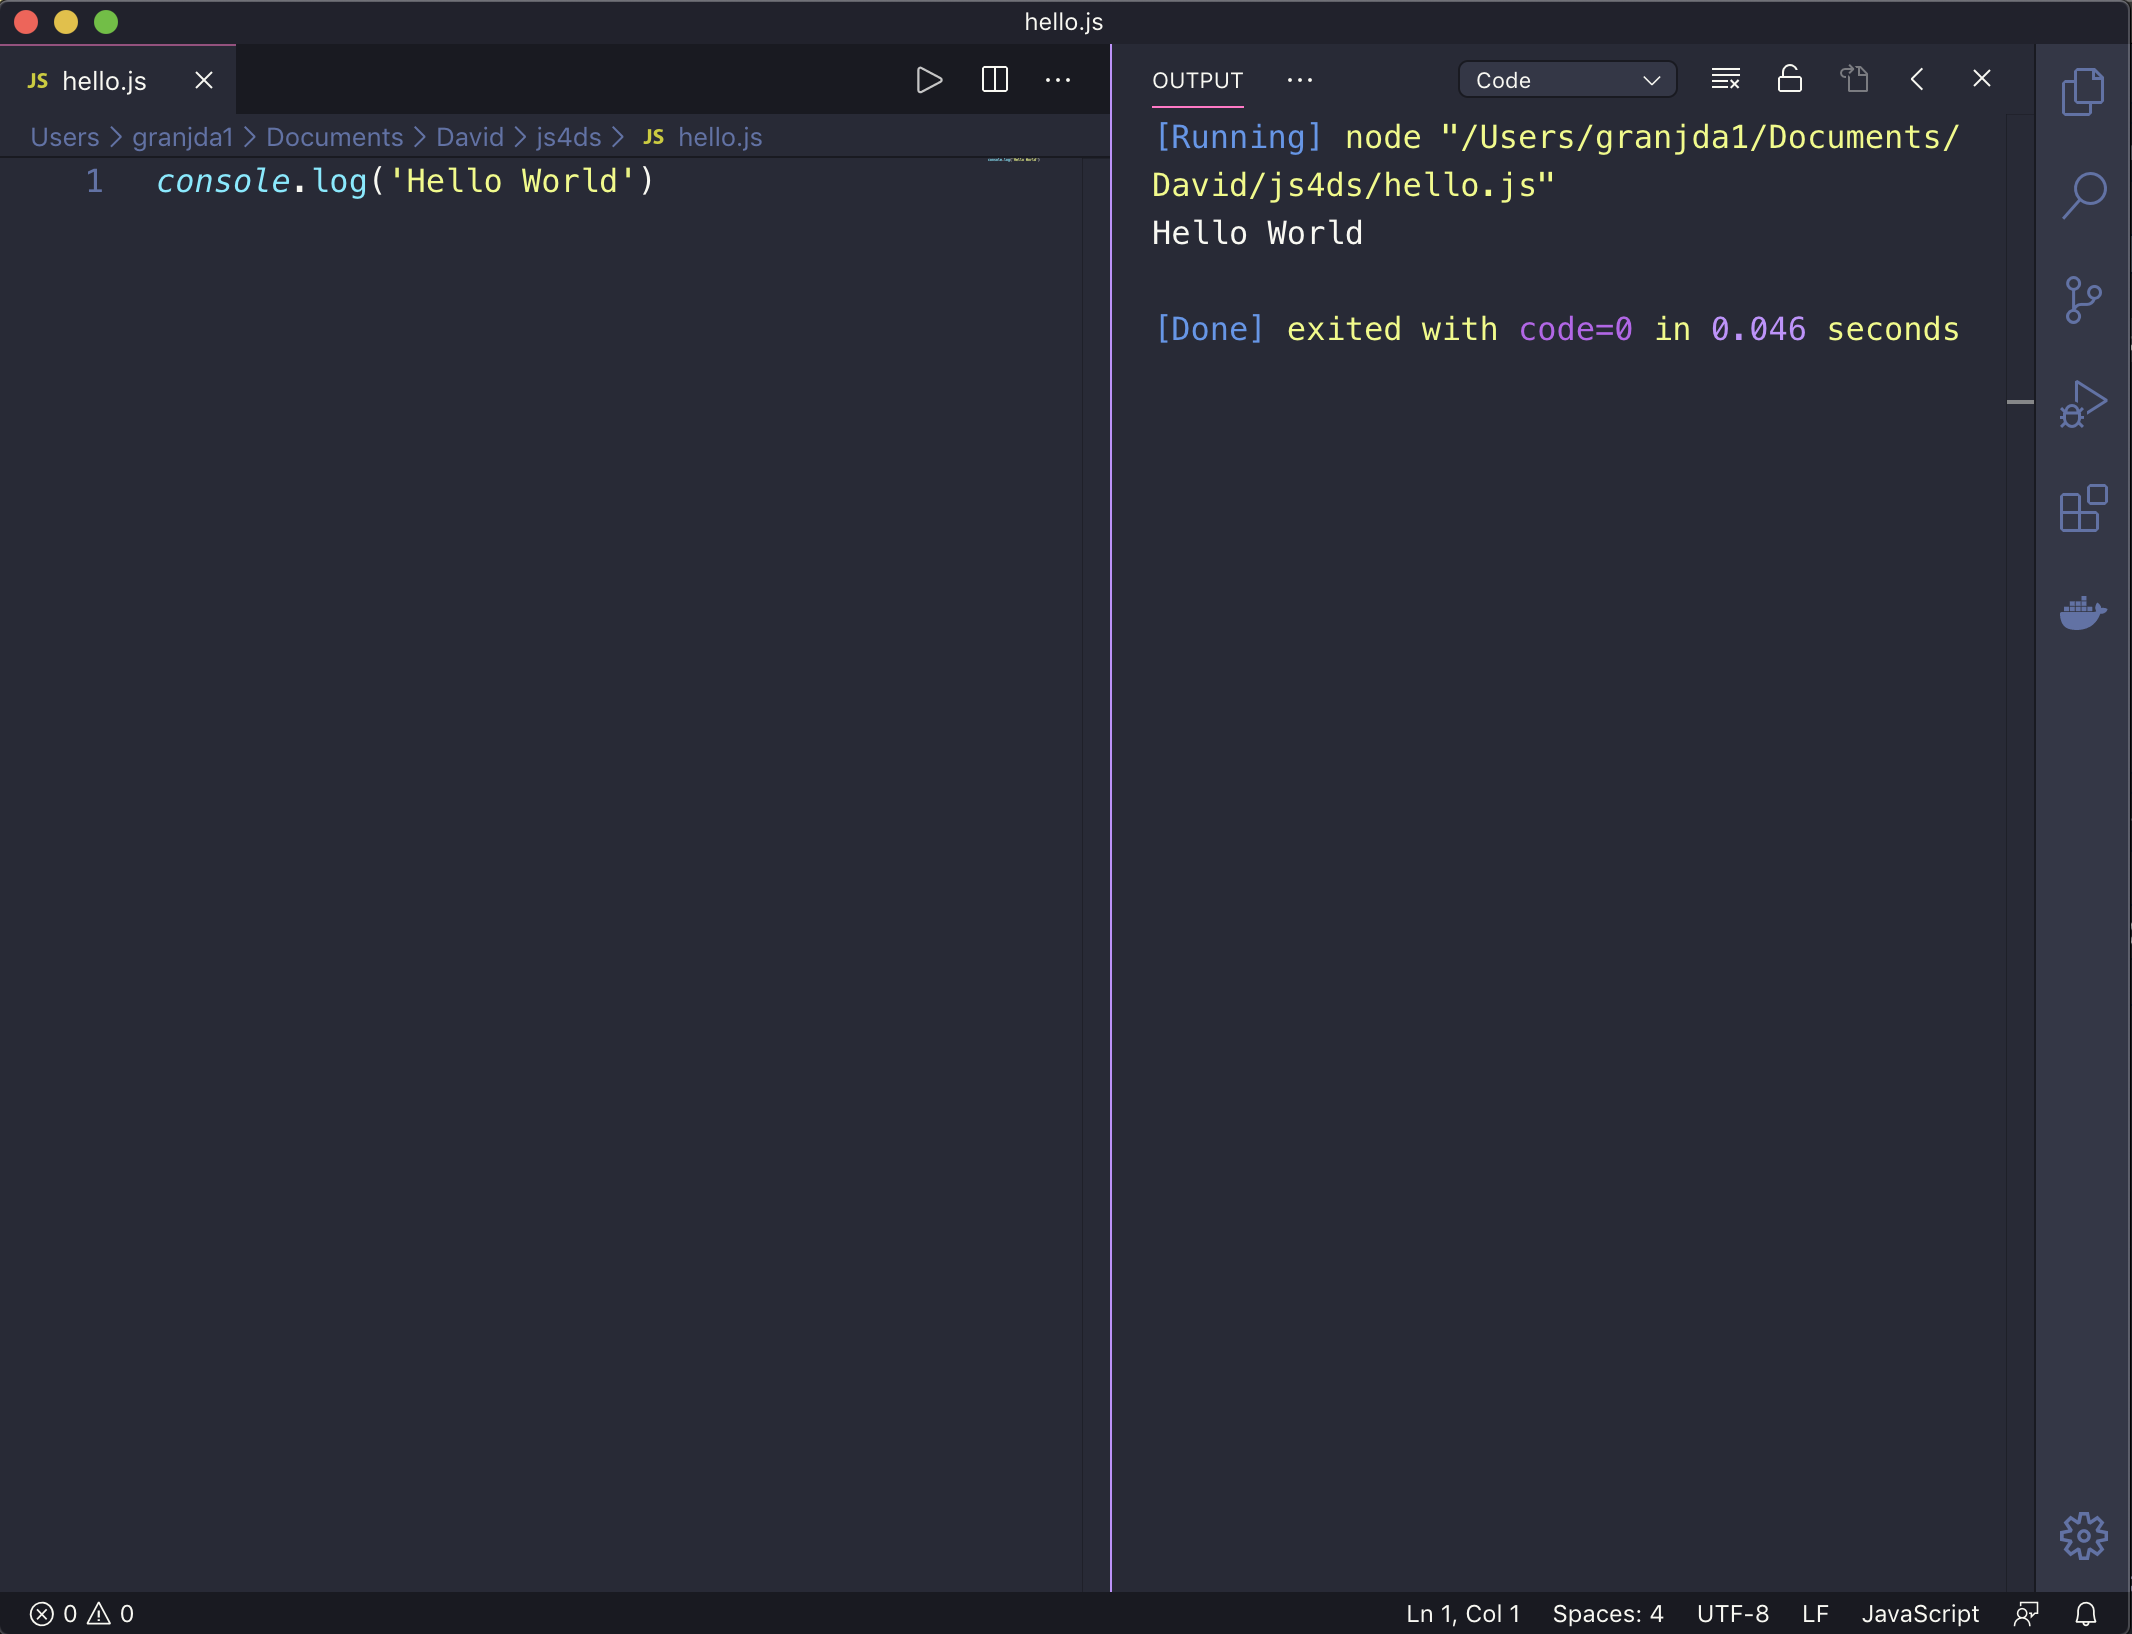 hello.js
JS hello.js
Users > granjda1 > Documents > David > js4ds > JS hello.js
1 console.log('Hello World')
OUTPUT ··· Code
[Running] node "/Users/granjda1/Documents/
David/js4ds/hello.js"
Hello World
[Done] exited with code=0 in 0.046 seconds
0 0 Ln 1, Col 1 Spaces: 4 UTF-8 LF JavaScript